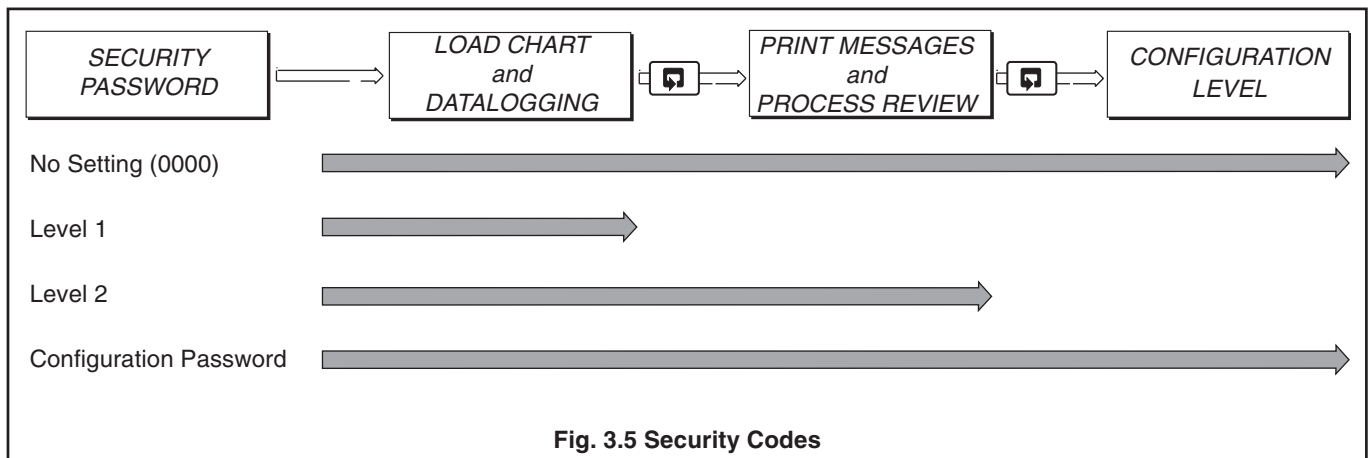 SECURITY
PASSWORD
LOAD CHART
and
DATALOGGING
PRINT MESSAGES
and
PROCESS REVIEW
CONFIGURATION
LEVEL
No Setting (0000)
Level 1
Level 2
Configuration Password
Fig. 3.5 Security Codes